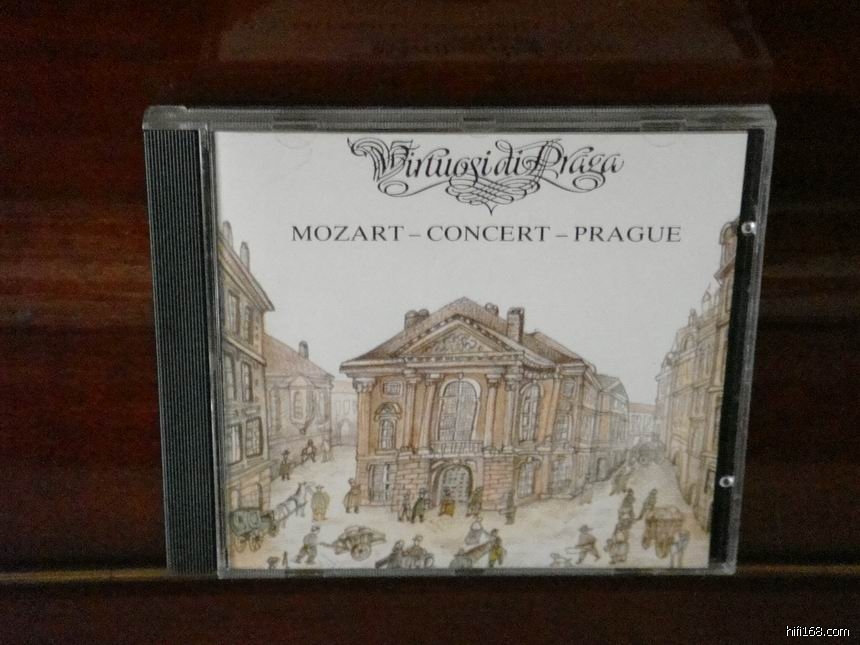 Virtuosi di Praga
MOZART – CONCERT – PRAGUE
hifi168.com